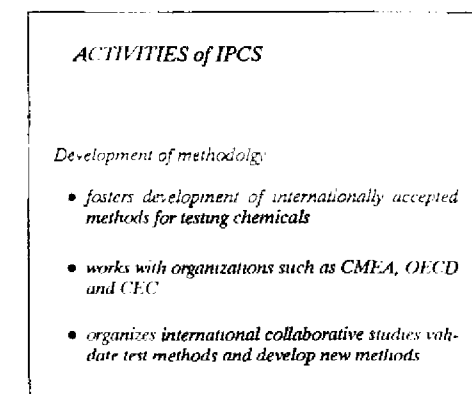 ACTIVITIES of IPCS
Development of methodolgy
• fosters development of internationally accepted
methods for testing chemicals
• works with organizations such as CMEA, OECD
and CEC
• organizes international collaborative studies vali-
date test methods and develop new methods